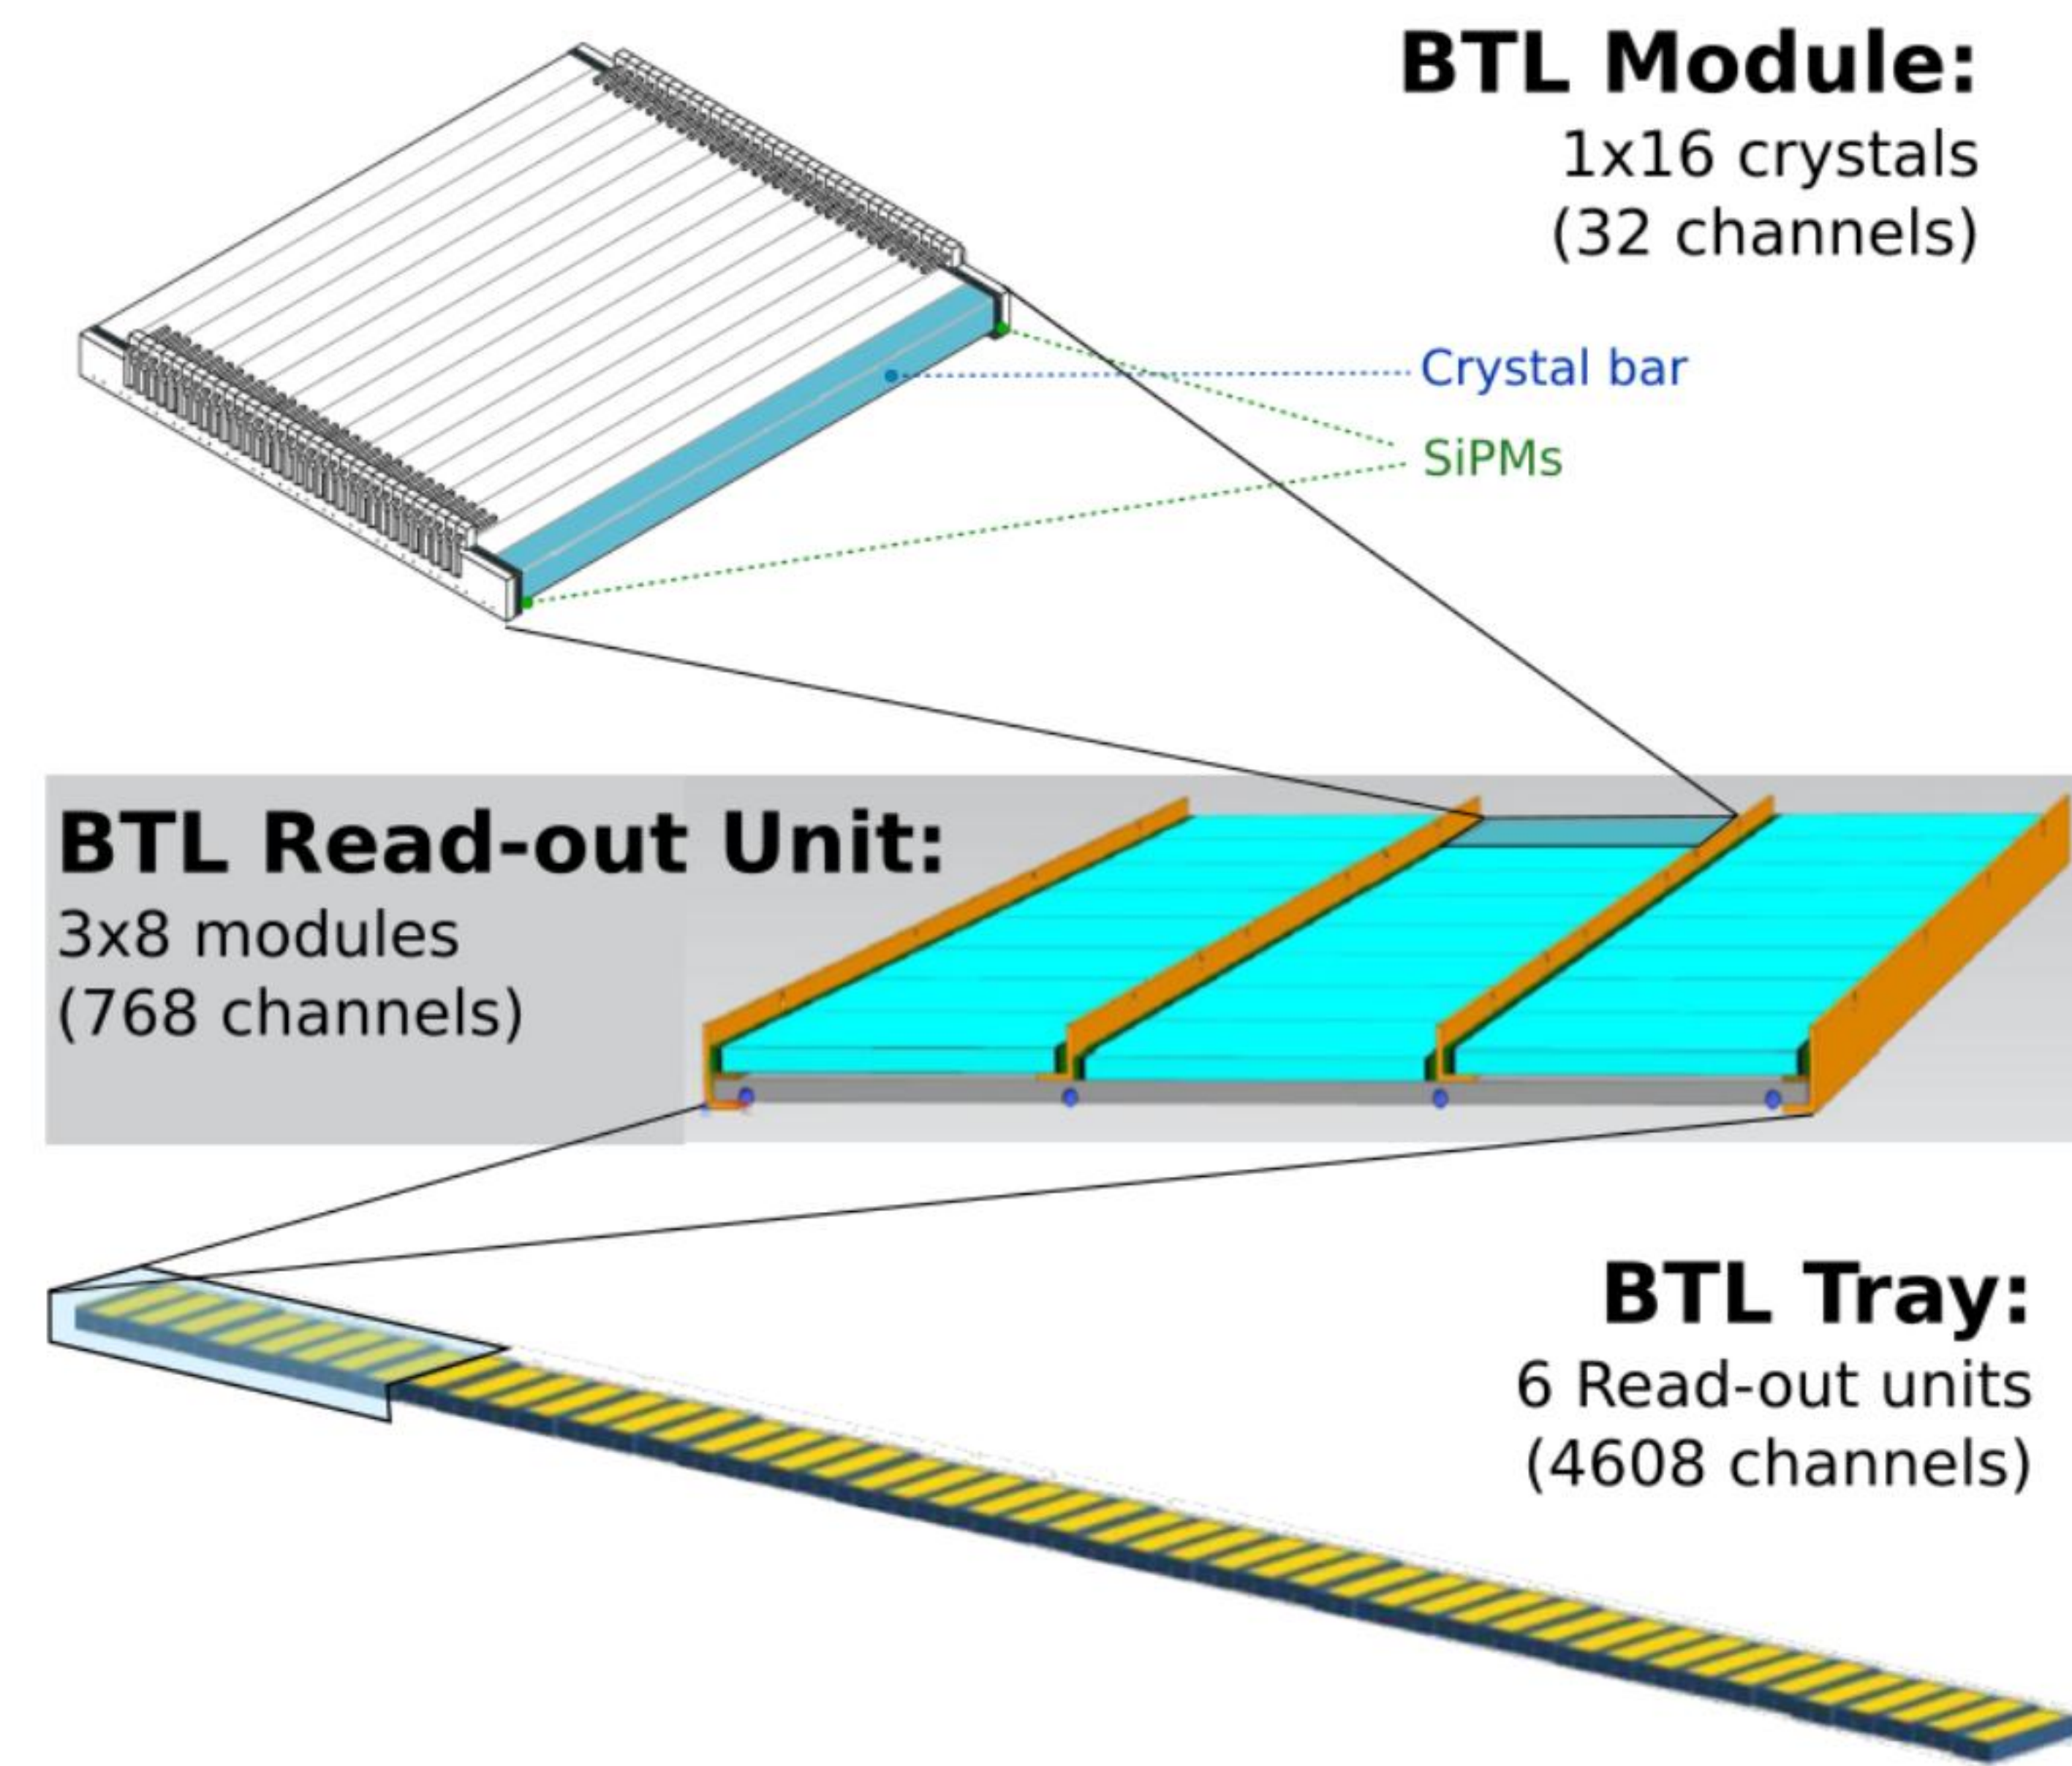 BTL Module:
1x16 crystals
(32 channels)
Crystal bar
SiPMs
BTL Read-out Unit:
3x8 modules
(768 channels)
BTL Tray:
6 Read-out units
(4608 channels)